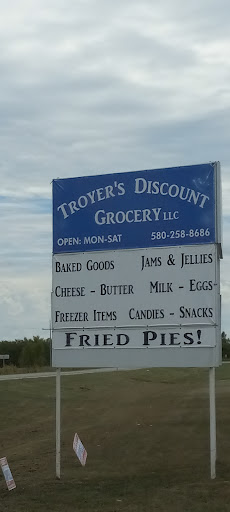 TROYER'S DISCOUNT
GROCERY LLC
OPEN: MON-SAT 580-258-8686
BAKED GOODS JAMS & JELLIES
CHEESE - BUTTER MILK - EGGS
FREEZER ITEMS CANDIES - SNACKS
FRIED PIES!